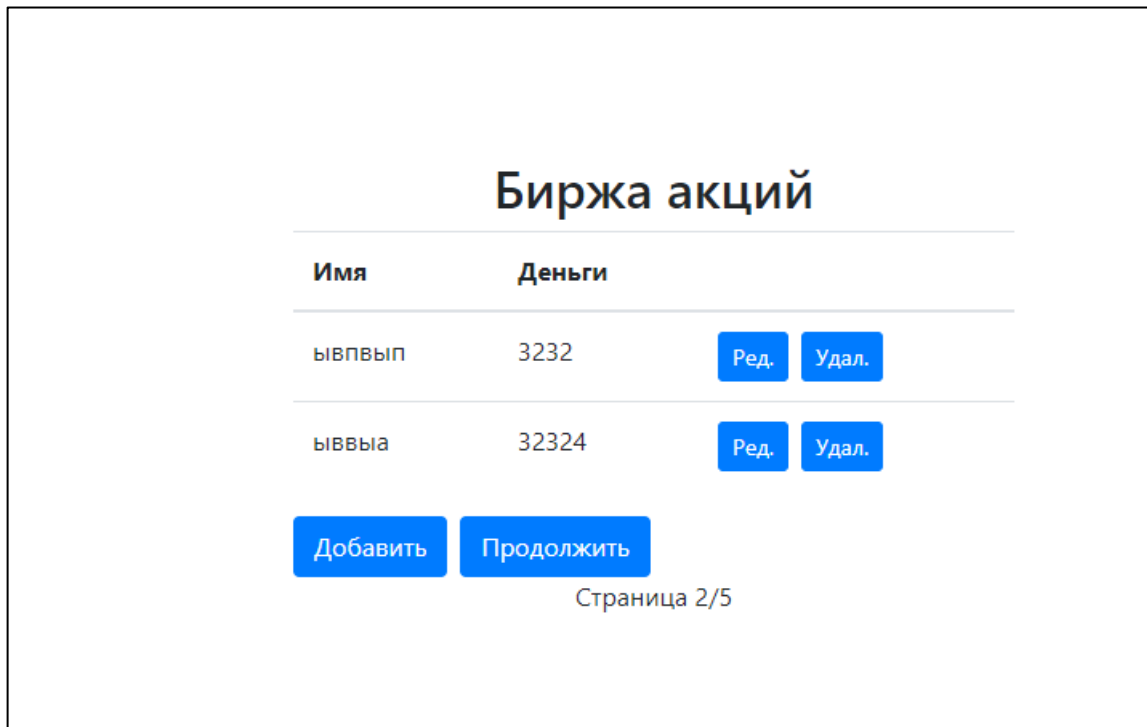 Биржа акций
Имя Деньги
ывпвып 3232 Ред. Удал.
ыввыа 32324 Ред. Удал.
Добавить Продолжить
Страница 2/5